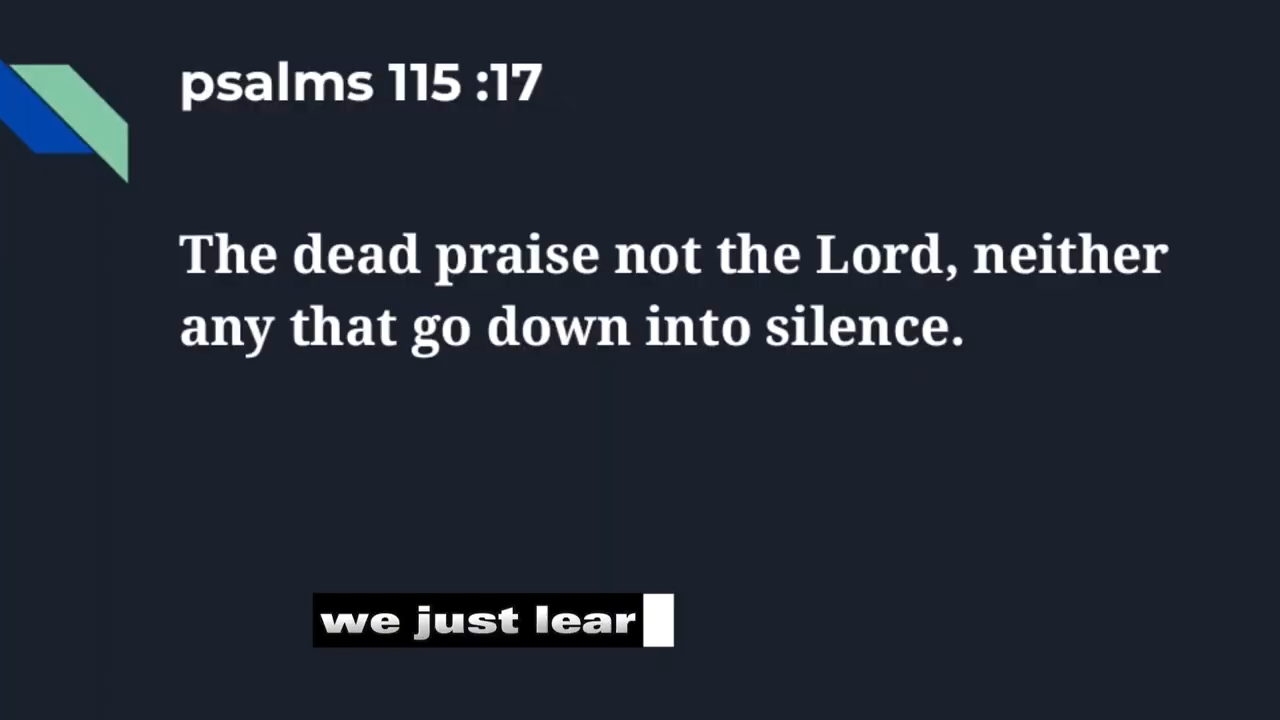 psalms 115 :17
The dead praise not the Lord, neither
any that go down into silence.
we just lear